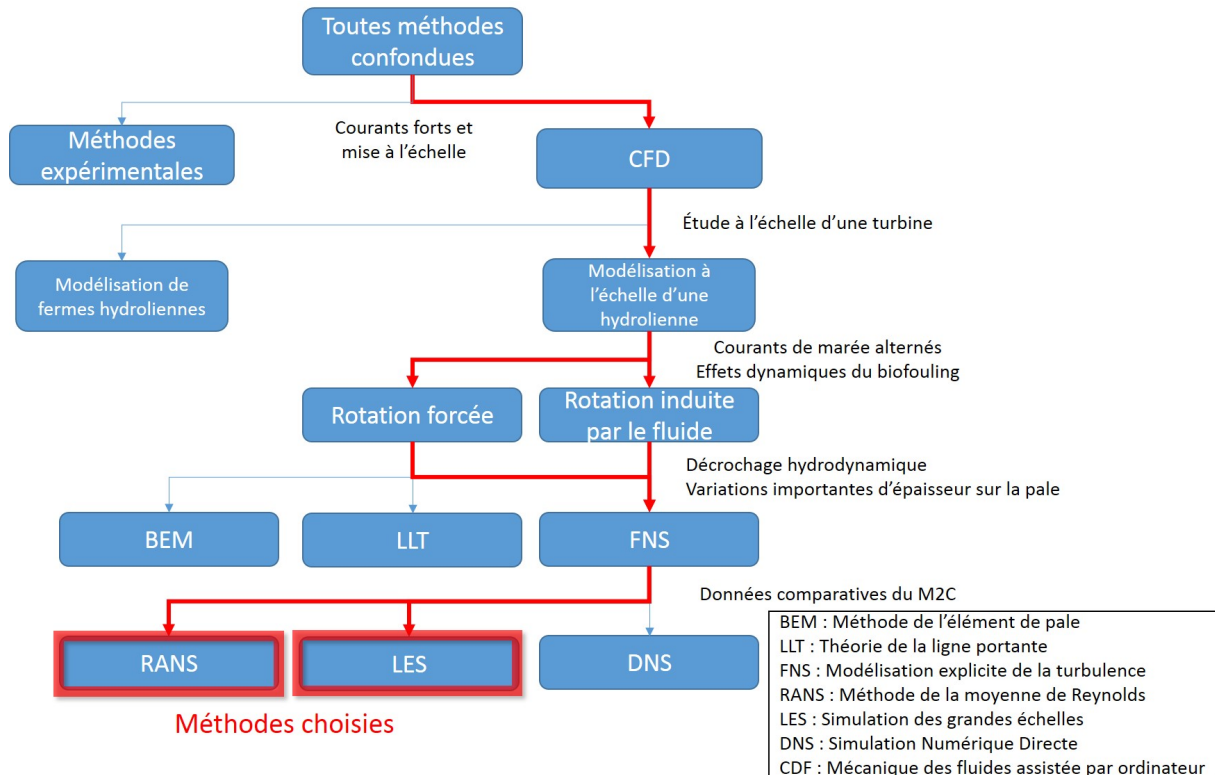 Toutes méthodes
confondues
Courants forts et
mise à l'échelle
Méthodes
expérimentales
CFD
Étude à l'échelle d'une turbine
Modélisation de
fermes hydroliennes
Modélisation à
l'échelle d'une
hydrolienne
Courants de marée alternés
Effets dynamiques du biofouling
Rotation forcée
Rotation induite
par le fluide
Décrochage hydrodynamique
Variations importantes d'épaisseur sur la pale
BEM
LLT
FNS
Données comparatives du M2C
RANS
LES
DNS
Méthodes choisies
BEM : Méthode de l'élément de pale
LLT : Théorie de la ligne portante
FNS : Modélisation explicite de la turbulence
RANS : Méthode de la moyenne de Reynolds
LES : Simulation des grandes échelles
DNS : Simulation Numérique Directe
CDF : Mécanique des fluides assistée par ordinateur